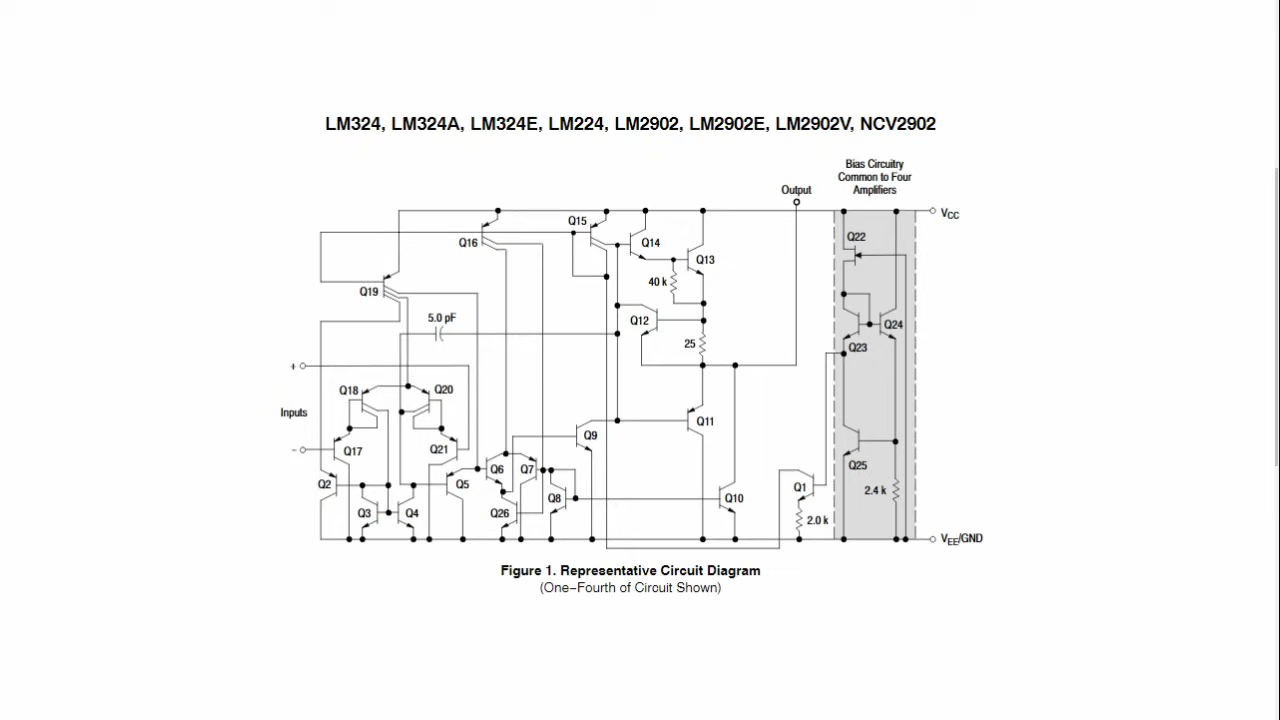 LM324, LM324A, LM324E, LM224, LM2902, LM2902E, LM2902V, NCV2902
Bias Circuitry
Common to Four
Amplifiers
Output
VCC
Q15
Q16
Q14
Q22
Q13
Q19
40 k
5.0 pF
Q12
Q24
25
Q23
+
Q18
Q20
Inputs
Q11
Q9
−
Q17
Q21
Q25
Q6
Q7
Q2
Q5
Q8
Q10
Q1
2.4 k
Q3
Q4
Q26
2.0 k
VEE/GND
Figure 1. Representative Circuit Diagram
(One−Fourth of Circuit Shown)